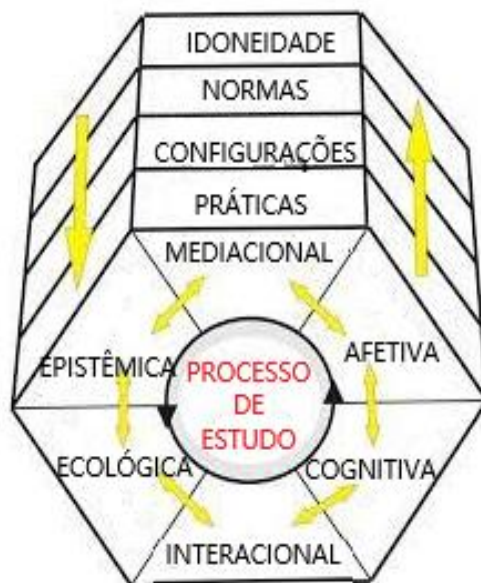 IDONEIDADE
NORMAS
CONFIGURAÇÕES
PRÁTICAS
MEDIACIONAL
EPISTÊMICA
AFETIVA
PROCESSO
DE
ESTUDO
ECOLÓGICA
COGNITIVA
INTERACIONAL